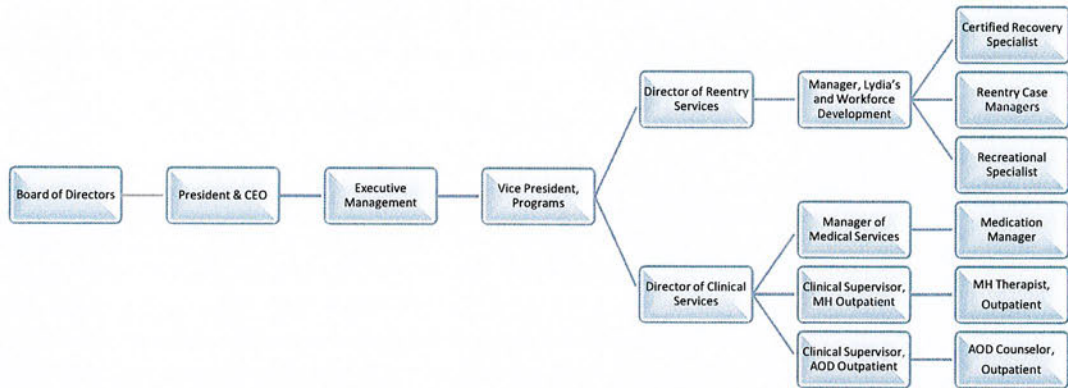 Board of Directors
President & CEO
Executive
Management
Vice President,
Programs
Director of Reentry
Services
Manager, Lydia's
and Workforce
Development
Certified Recovery
Specialist
Reentry Case
Managers
Recreational
Specialist
Director of Clinical
Services
Manager of
Medical Services
Medication
Manager
Clinical Supervisor,
MH Outpatient
MH Therapist,
Outpatient
Clinical Supervisor,
AOD Outpatient
AOD Counselor,
Outpatient